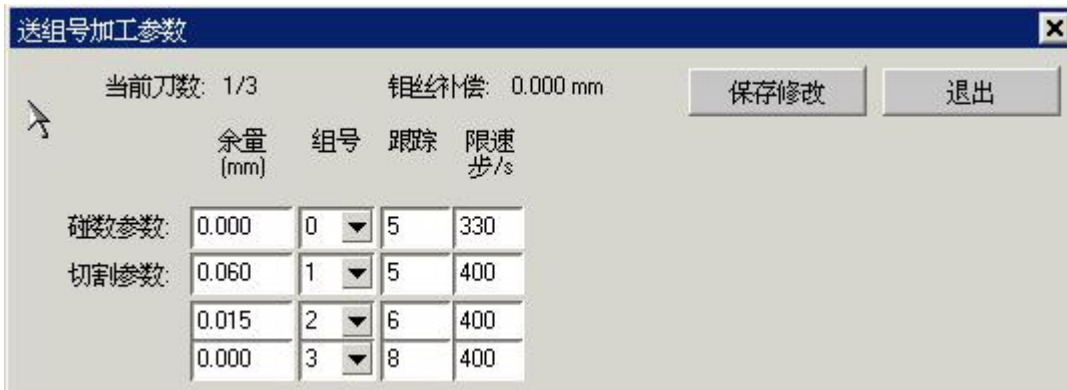 送组号加工参数
当前刀数: 1/3 钼丝补偿: 0.000 mm 保存修改 退出
余量 组号 跟踪 限速
(mm) 步/s
碰数参数: 0.000 0 5 330
切割参数: 0.060 1 5 400
0.015 2 6 400
0.000 3 8 400